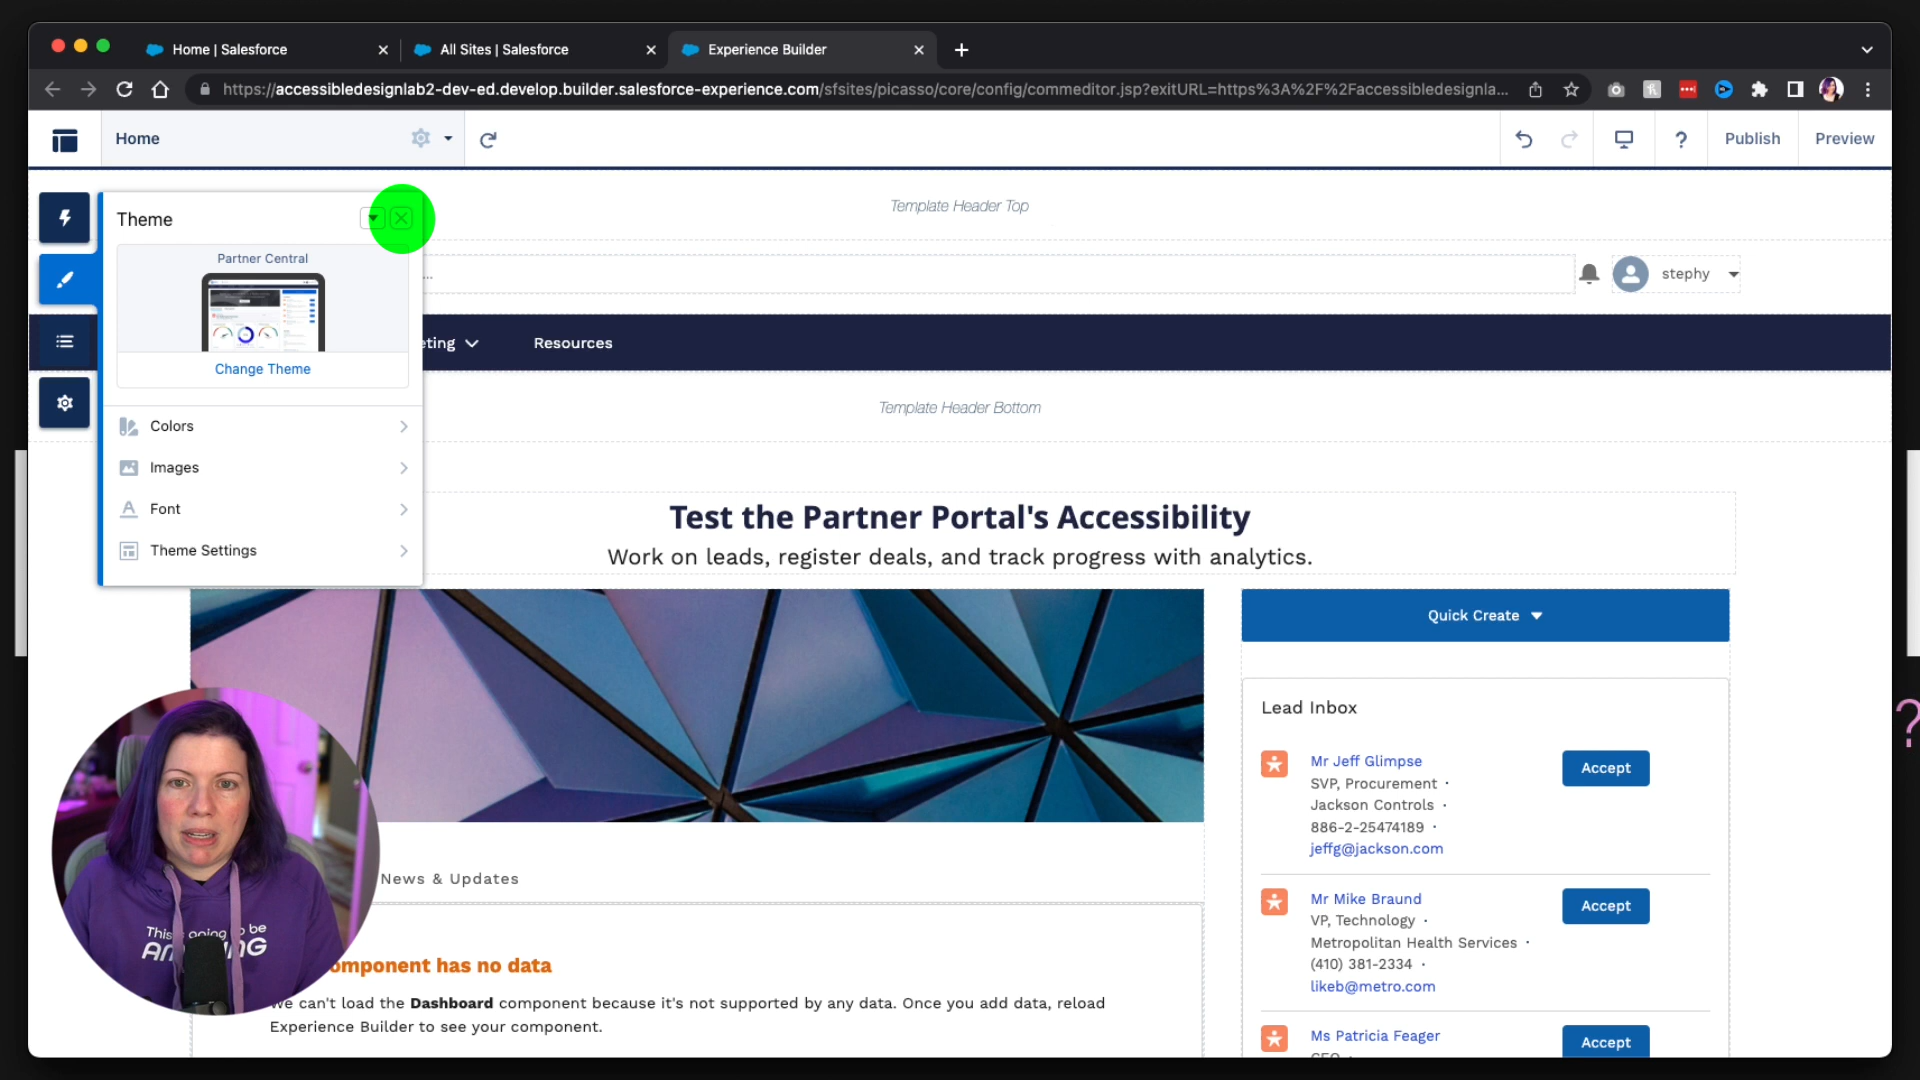 Home | Salesforce
All Sites | Salesforce
Experience Builder
https://accessibledesignlab2-dev-ed.develop.builder.salesforce-experience.com/sfsites/picasso/core/config/commeditor.jsp?exitURL=https%3A%2F%2Faccessibledesignla...
Home
Publish
Preview
Theme
Template Header Top
Partner Central
...
stephy
eting
Resources
Change Theme
Template Header Bottom
Colors
Images
Font
Theme Settings
Test the Partner Portal's Accessibility
Work on leads, register deals, and track progress with analytics.
Quick Create
Lead Inbox
Mr Jeff Glimpse
SVP, Procurement ·
Jackson Controls ·
886-2-25474189 ·
jeffg@jackson.com
Accept
News & Updates
Mr Mike Braund
VP, Technology ·
Metropolitan Health Services ·
(410) 381-2334 ·
likeb@metro.com
Accept
This going to be
omponent has no data
We can't load the Dashboard component because it's not supported by any data. Once you add data, reload
Experience Builder to see your component.
Ms Patricia Feager
Accept
?